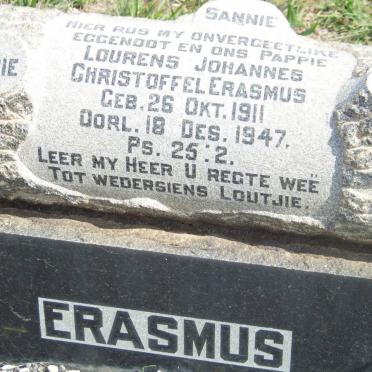 SANNIE
HIER RUS MY ONVERGEETLIKE
EGGENOOT EN ONS PAPPIE
LOURENS JOHANNES
CHRISTOFFEL ERASMUS
GEB. 26 OKT. 1911
OORL. 18 DES. 1947.
PS. 25:2.
LEER MY HEER U REGTE WEË
TOT WEDERSIENS LOUTJIE.
ERASMUS